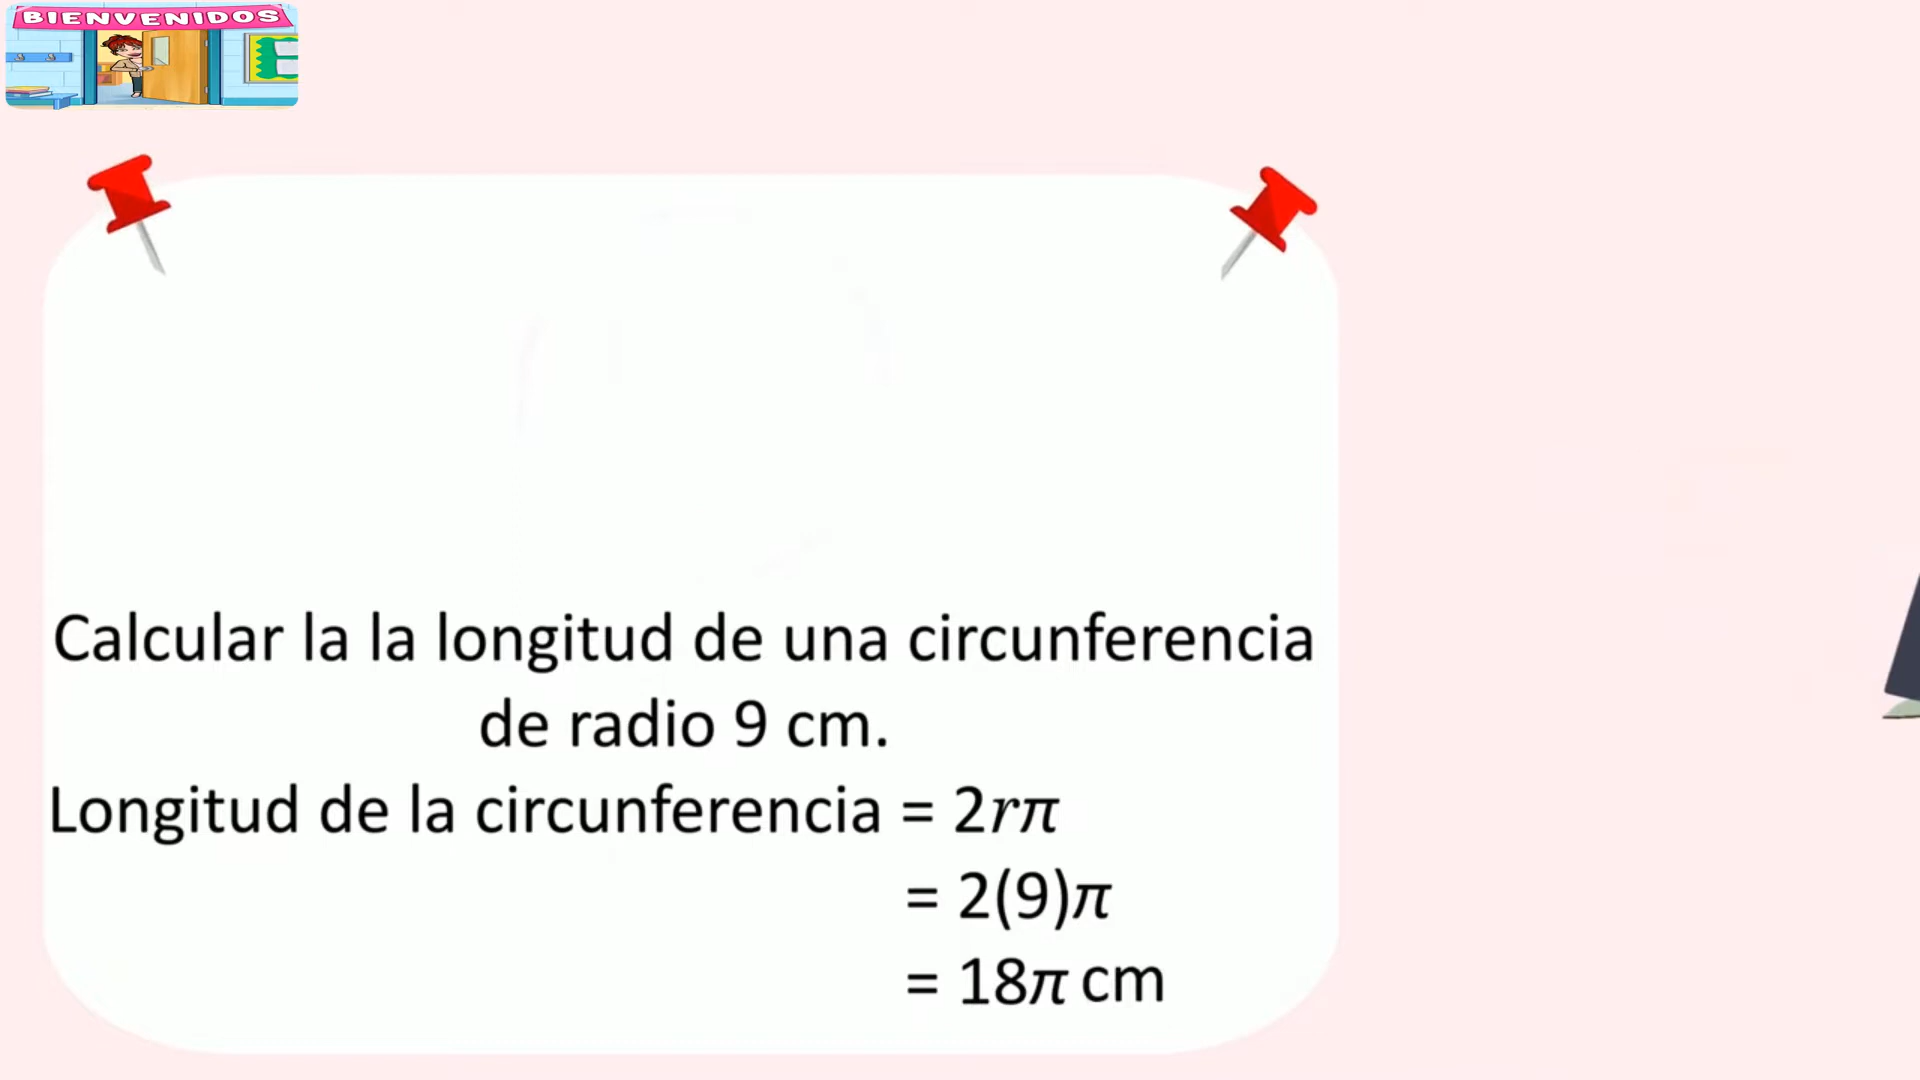 BIENVENIDOS
Calcular la la longitud de una circunferencia
de radio 9 cm.
Longitud de la circunferencia = 2rπ
= 2(9)π
= 18π cm